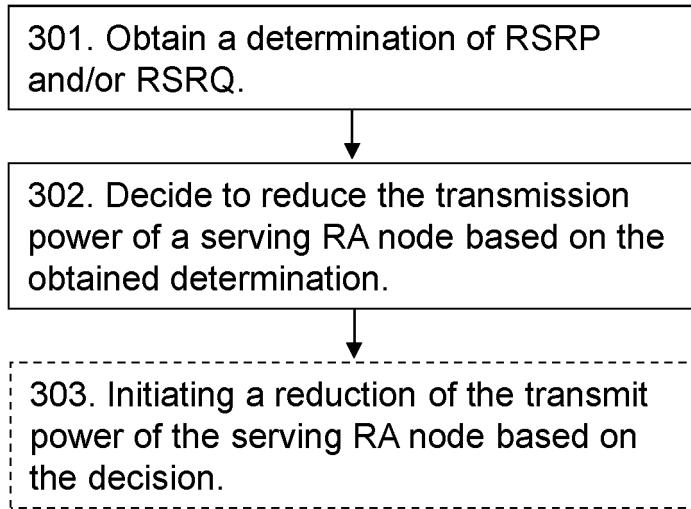 301. Obtain a determination of RSRP
and/or RSRQ.
302. Decide to reduce the transmission
power of a serving RA node based on the
obtained determination.
303. Initiating a reduction of the transmit
power of the serving RA node based on
the decision.